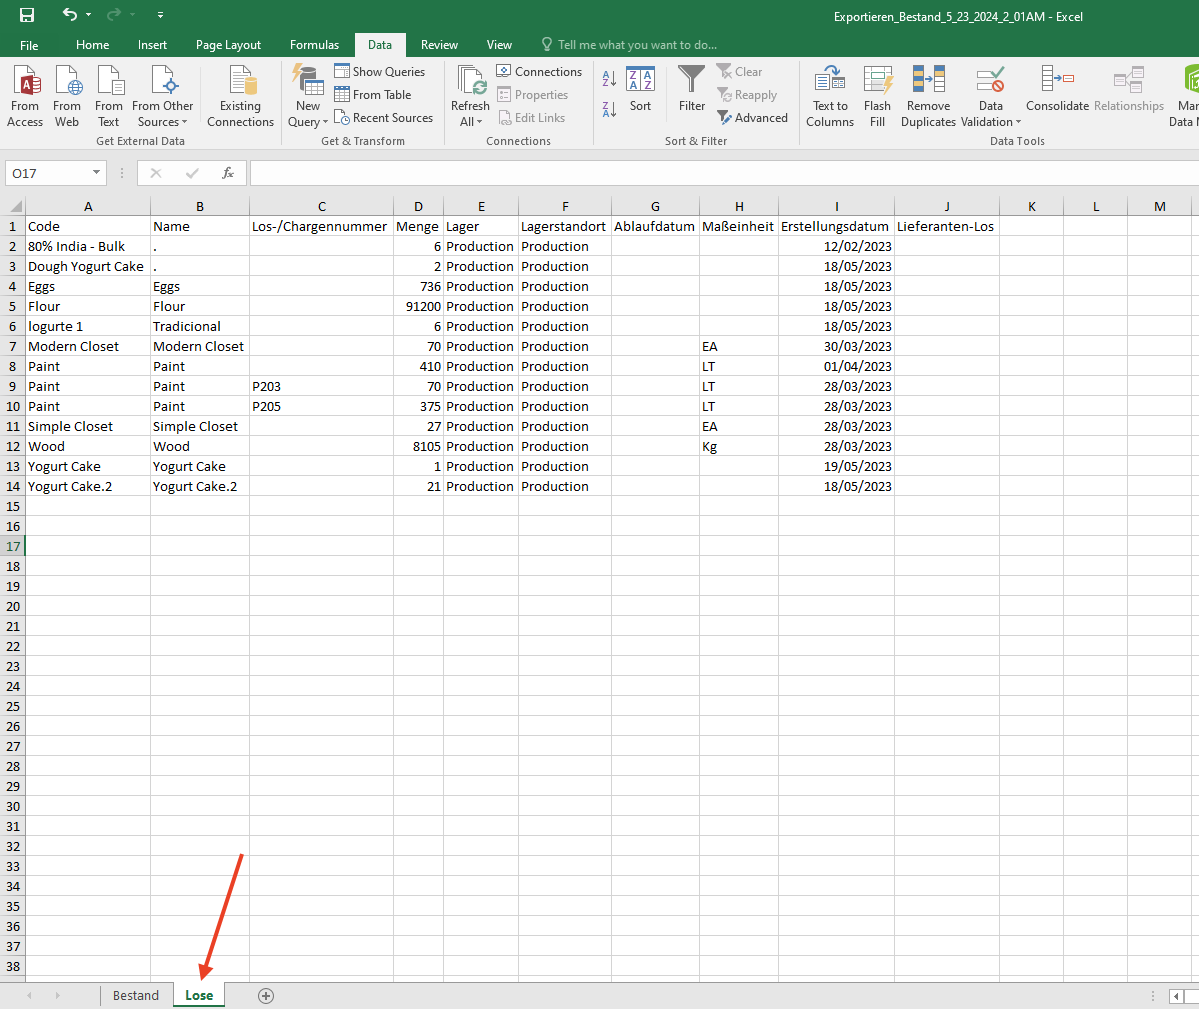 Exportieren_Bestand_5_23_2024_2_01AM - Excel
File Home Insert Page Layout Formulas Data Review View Tell me what you want to do...
From Access
From Web
From Text
From Other Sources
Existing Connections
New Query
Show Queries
From Table
Recent Sources
Refresh All
Connections
Properties
Edit Links
Sort
Filter
Clear
Reapply
Advanced
Text to Columns
Flash Fill
Remove Duplicates
Data Validation
Consolidate
Relationships
Get External Data Get & Transform Connections Sort & Filter Data Tools
O17 fx
A B C D E F G H I J K L M
1 Code Name Los-/Chargennummer Menge Lager Lagerstandort Ablaufdatum Maßeinheit Erstellungsdatum Lieferanten-Los
2 80% India - Bulk . 6 Production Production 12/02/2023
3 Dough Yogurt Cake . 2 Production Production 18/05/2023
4 Eggs Eggs 736 Production Production 18/05/2023
5 Flour Flour 91200 Production Production 18/05/2023
6 Iogurte 1 Tradicional 6 Production Production 18/05/2023
7 Modern Closet Modern Closet 70 Production Production EA 30/03/2023
8 Paint Paint 410 Production Production LT 01/04/2023
9 Paint Paint P203 70 Production Production LT 28/03/2023
10 Paint Paint P205 375 Production Production LT 28/03/2023
11 Simple Closet Simple Closet 27 Production Production EA 28/03/2023
12 Wood Wood 8105 Production Production Kg 28/03/2023
13 Yogurt Cake Yogurt Cake 1 Production Production 19/05/2023
14 Yogurt Cake.2 Yogurt Cake.2 21 Production Production 18/05/2023
15
16
17
18
19
20
21
22
23
24
25
26
27
28
29
30
31
32
33
34
35
36
37
38
Bestand Lose